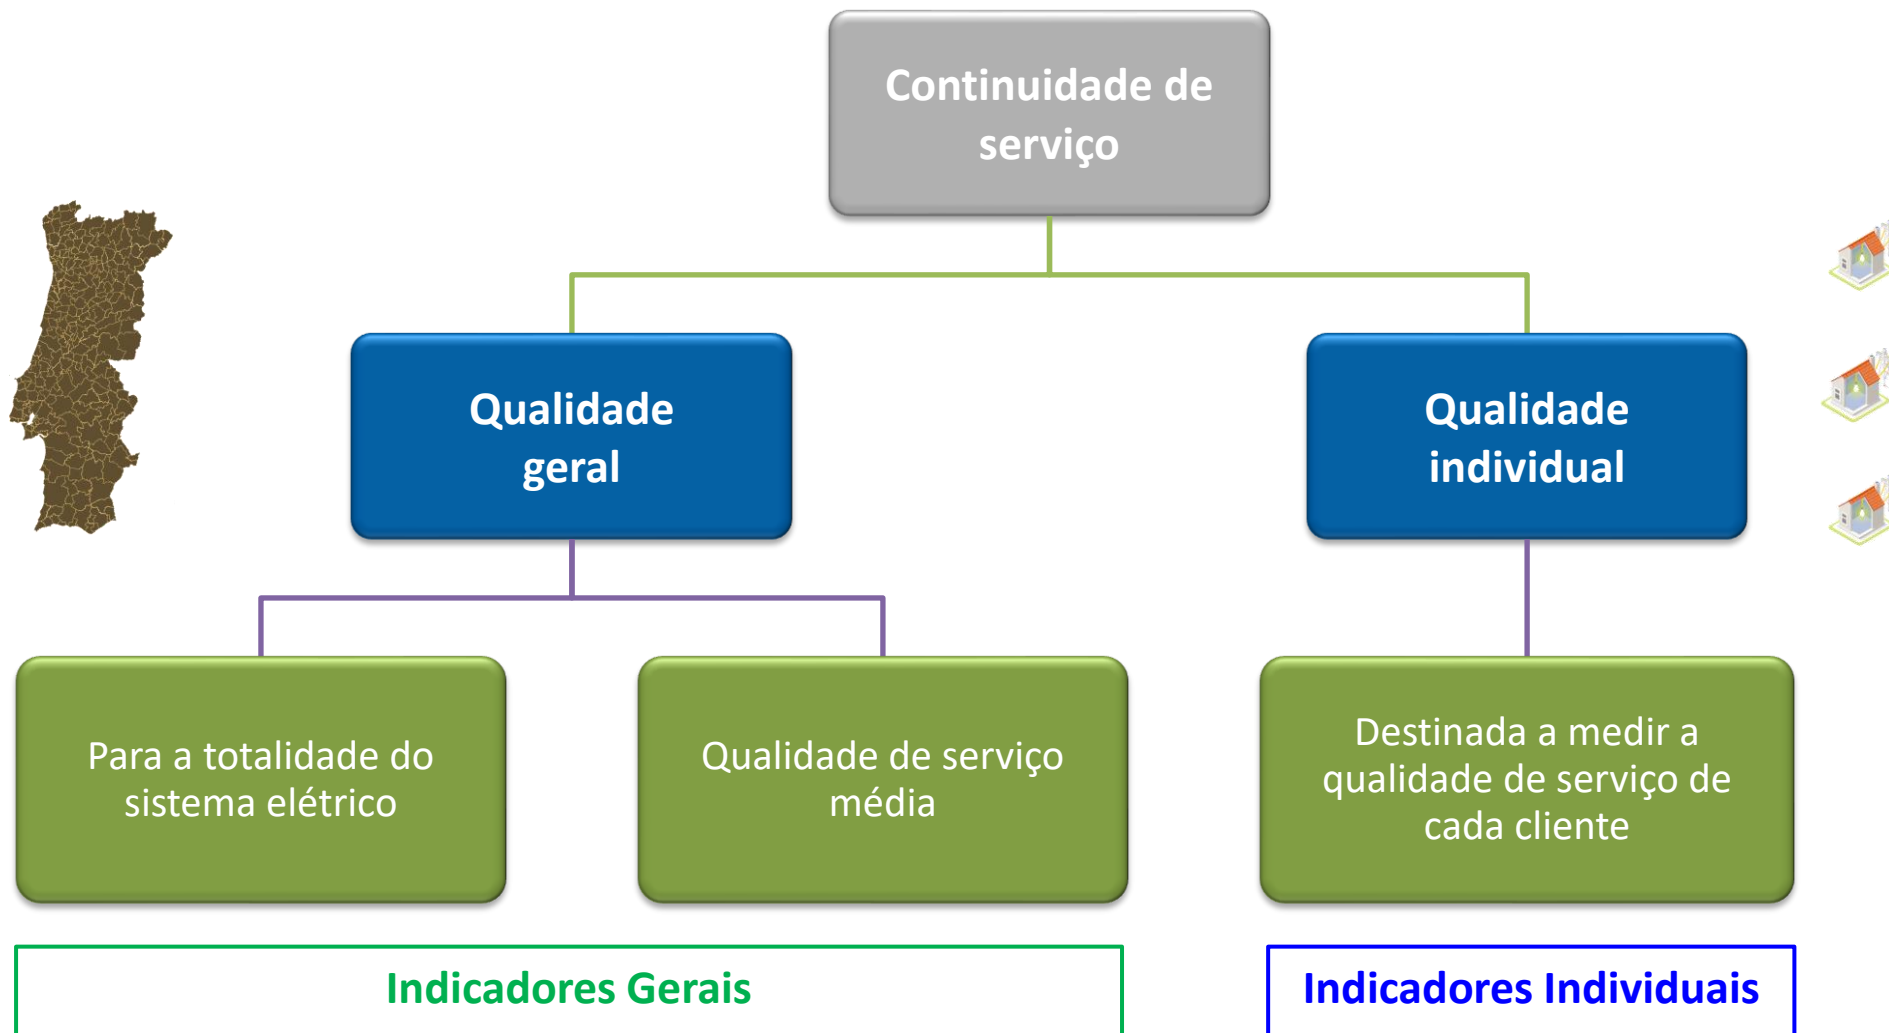 Continuidade de
serviço
Qualidade
geral
Qualidade
individual
Para a totalidade do
sistema elétrico
Qualidade de serviço
média
Destinada a medir a
qualidade de serviço de
cada cliente
Indicadores Gerais
Indicadores Individuais